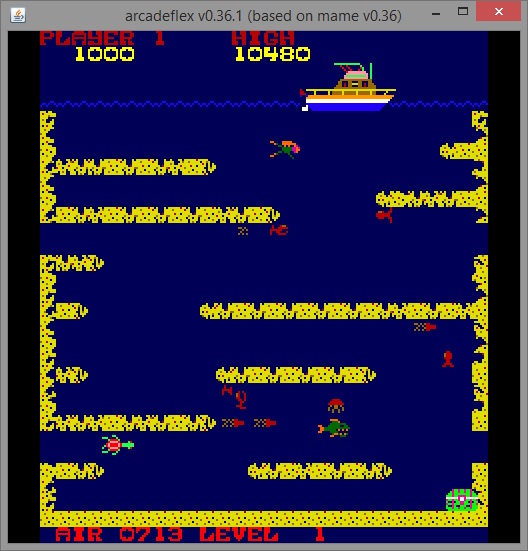 arcadeflex v0.36.1 (based on mame v0.36)
PLAYER 1 HIGH
1000 10480
AIR 0713 LEVEL 1